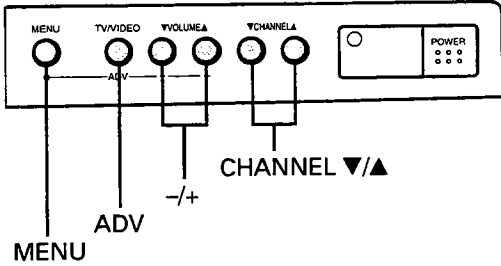 MENU TV/VIDEO ▼VOLUME▲ ▼CHANNEL▲
POWER
ADV
CHANNEL ▼/▲
−/+
ADV
MENU